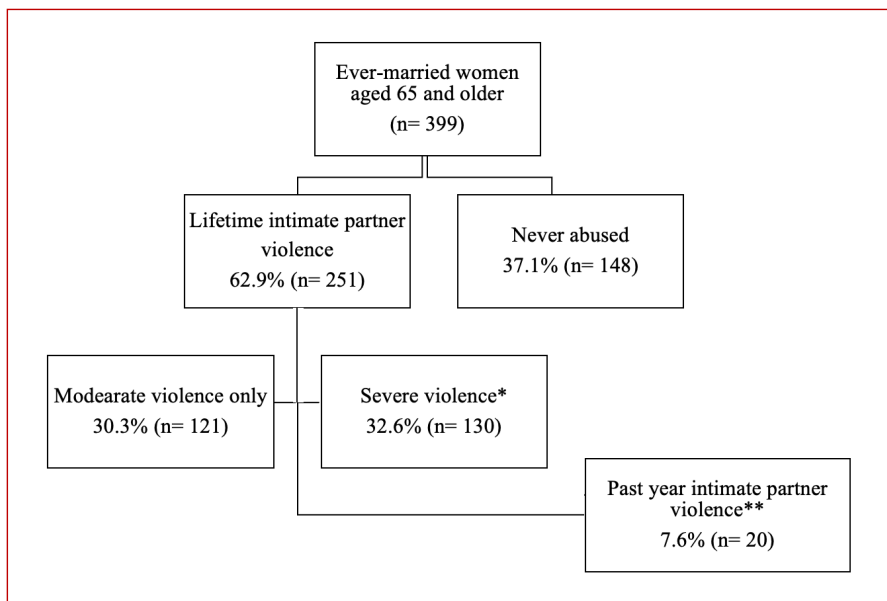 Ever-married women
aged 65 and older
(n= 399)
Lifetime intimate partner
violence
62.9% (n= 251)
Never abused
37.1% (n= 148)
Modearate violence only
30.3% (n= 121)
Severe violence*
32.6% (n= 130)
Past year intimate partner
violence**
7.6% (n= 20)